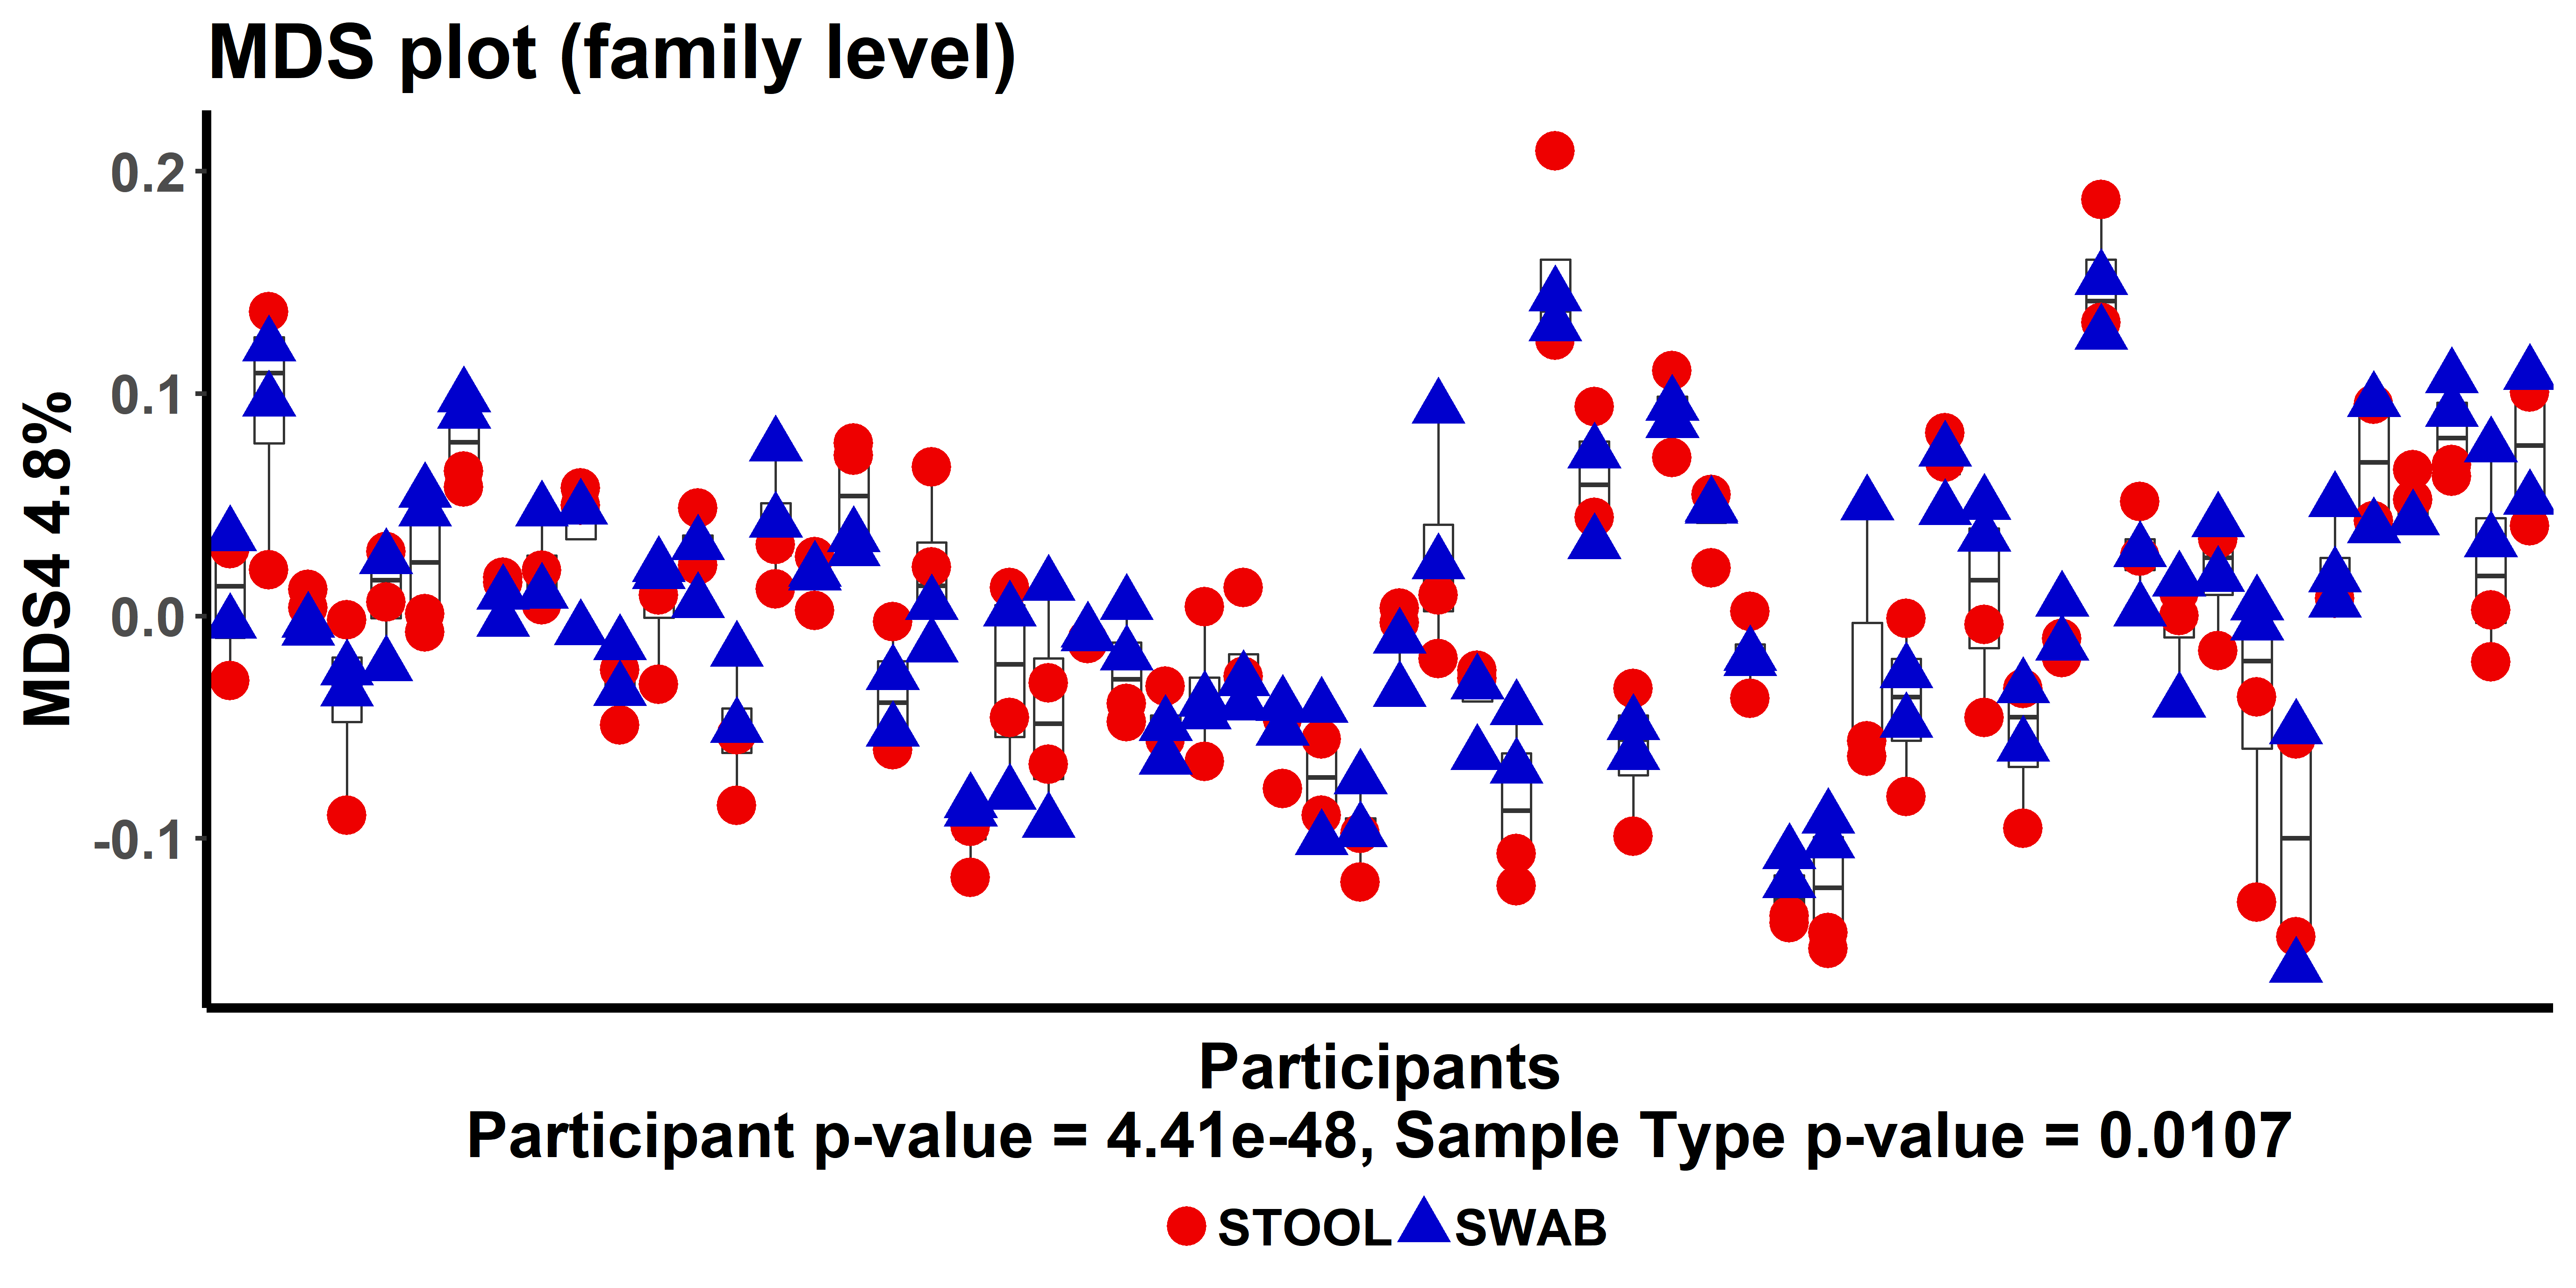 MDS plot (family level)
MDS4 4.8%
0.2
0.1
0.0
-0.1
Participants
Participant p-value = 4.41e-48, Sample Type p-value = 0.0107
STOOL SWAB